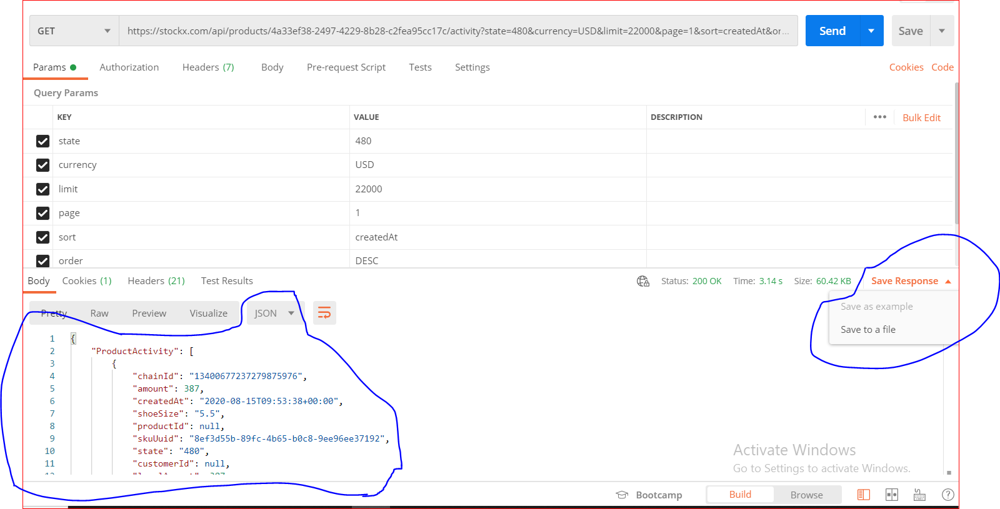 GET https://stockx.com/api/products/4a33ef38-2497-4229-8b28-c2fea95cc17c/activity?state=480&currency=USD&limit=22000&page=1&sort=createdAt&or... Send Save
Params Authorization Headers (7) Body Pre-request Script Tests Settings Cookies Code
Query Params
KEY VALUE DESCRIPTION ••• Bulk Edit
state 480
currency USD
limit 22000
page 1
sort createdAt
order DESC
Body Cookies (1) Headers (21) Test Results Status: 200 OK Time: 3.14 s Size: 60.42 KB Save Response
Save as example
Save to a file
Pretty Raw Preview Visualize JSON
1 {
2 "ProductActivity": [
3 {
4 "chainId": "13400677237279875976",
5 "amount": 387,
6 "createdAt": "2020-08-15T09:53:38+00:00",
7 "shoeSize": "5.5",
8 "productId": null,
9 "skuUuid": "8ef3d55b-89fc-4b65-b0c8-9ee96ee37192",
10 "state": "480",
11 "customerId": null,
Activate Windows
Go to Settings to activate Windows.
Bootcamp Build Browse